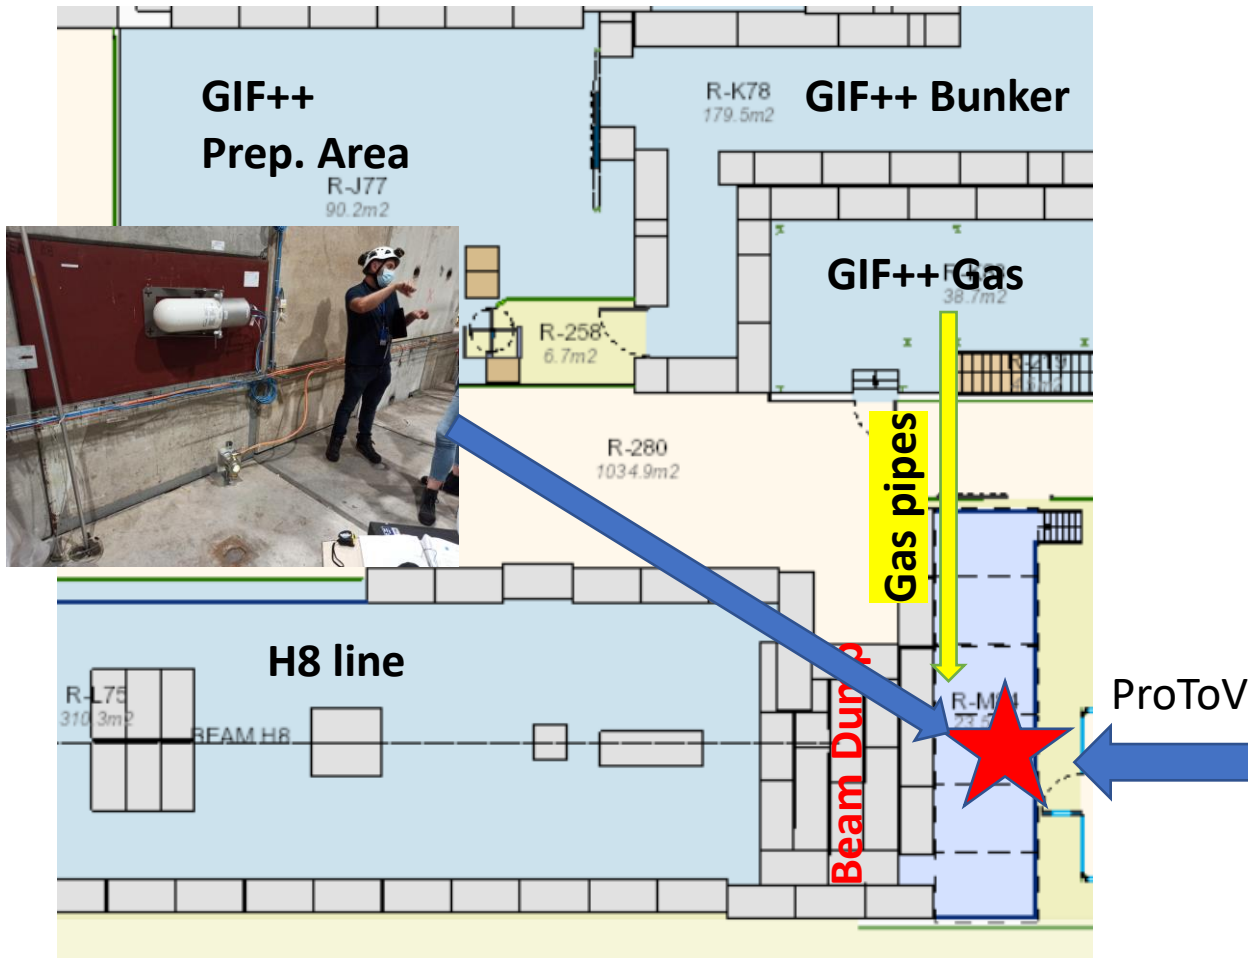 GIF++
Prep. Area
R-J77
90.2m2
R-K78
179.5m2
GIF++ Bunker
GIF++ Gas
38.7m2
R-258
6.7m2
R-280
1034.9m2
Gas pipes
H8 line
R-L75
310.3m2
BEAM H8
Beam Dump
ProToV